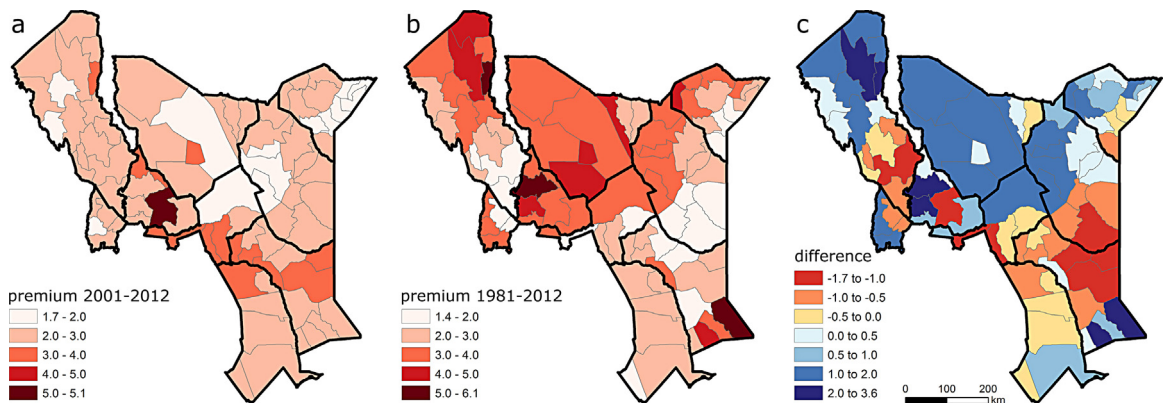 a
premium 2001-2012
1.7 - 2.0
2.0 - 3.0
3.0 - 4.0
4.0 - 5.0
5.0 - 5.1
b
premium 1981-2012
1.4 - 2.0
2.0 - 3.0
3.0 - 4.0
4.0 - 5.0
5.0 - 6.1
c
difference
-1.7 to -1.0
-1.0 to -0.5
-0.5 to 0.0
0.0 to 0.5
0.5 to 1.0
1.0 to 2.0
2.0 to 3.6
0 100 200
km